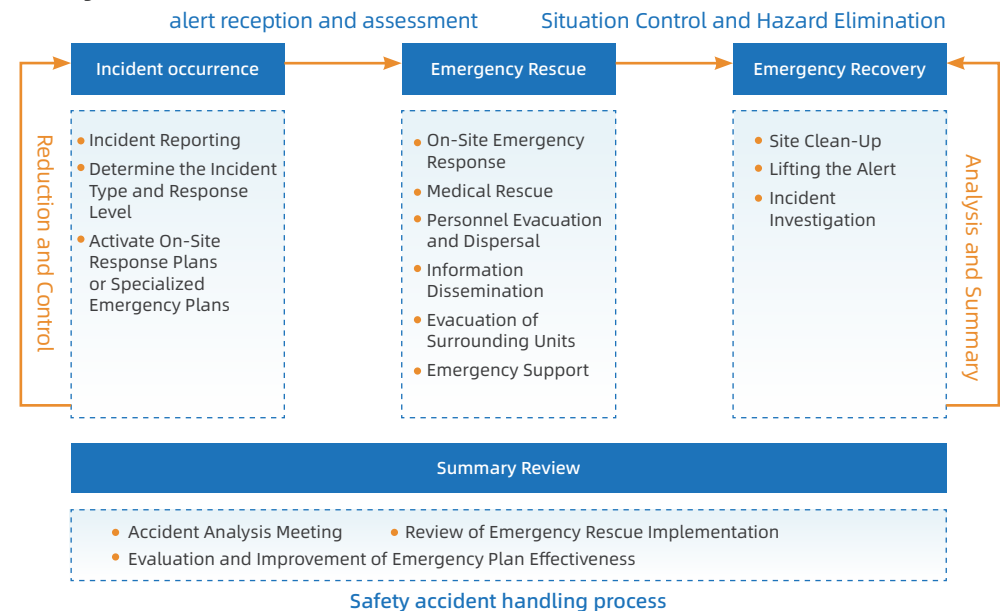 alert reception and assessment
Situation Control and Hazard Elimination
Incident occurrence
Emergency Rescue
Emergency Recovery
Reduction and Control
Incident Reporting
Determine the Incident
Type and Response
Level
Activate On-Site
Response Plans
or Specialized
Emergency Plans
On-Site Emergency
Response
Medical Rescue
Personnel Evacuation
and Dispersal
Information
Dissemination
Evacuation of
Surrounding Units
Emergency Support
Site Clean-Up
Lifting the Alert
Incident
Investigation
Analysis and Summary
Summary Review
Accident Analysis Meeting
Review of Emergency Rescue Implementation
Evaluation and Improvement of Emergency Plan Effectiveness
Safety accident handling process